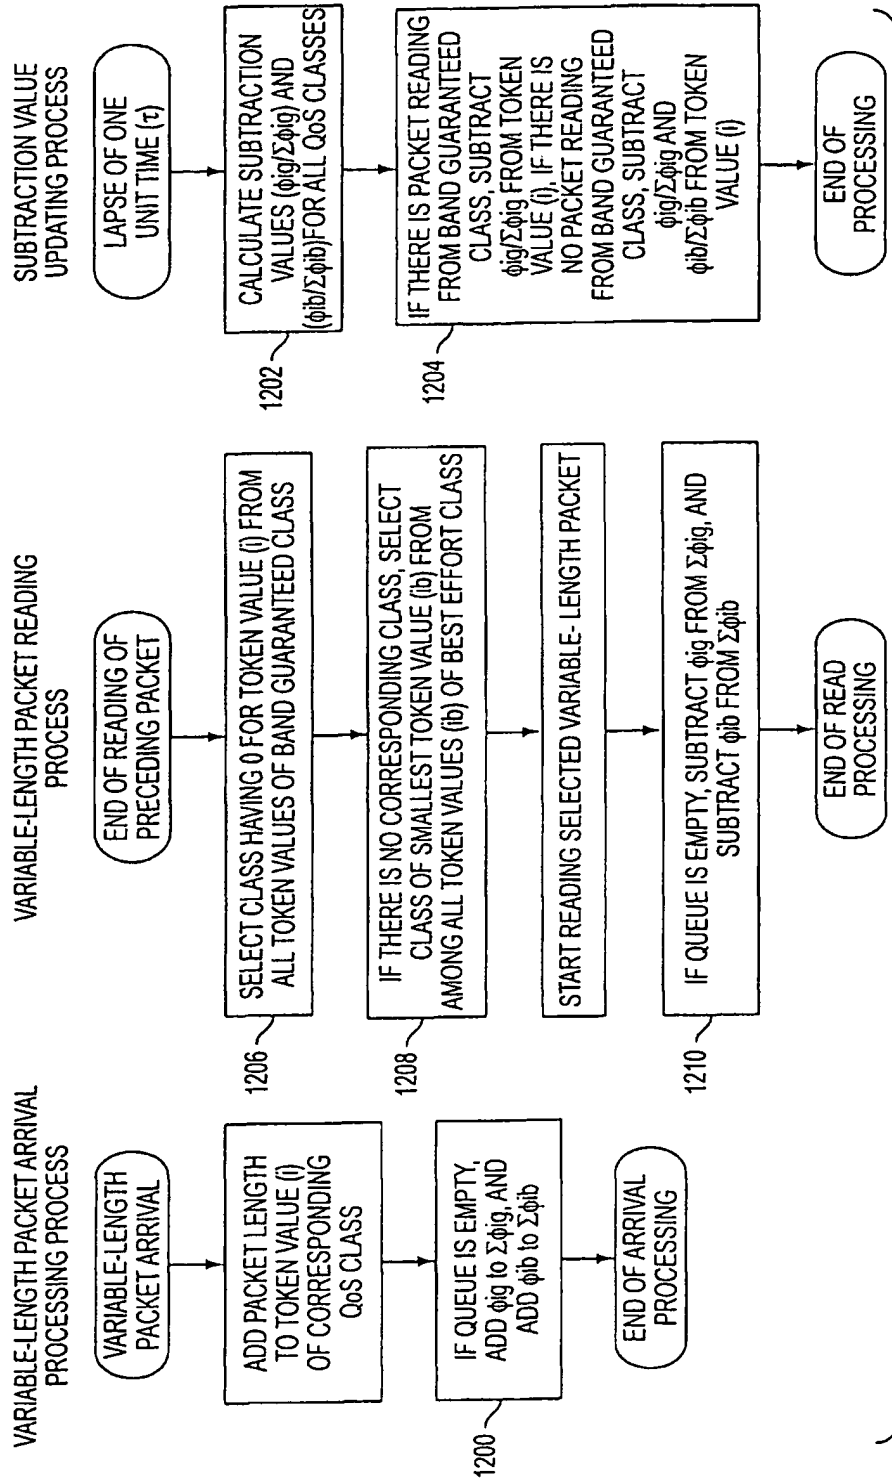 VARIABLE-LENGTH PACKET ARRIVAL
PROCESSING PROCESS
VARIABLE-LENGTH
PACKET ARRIVAL
ADD PACKET LENGTH
TO TOKEN VALUE (i)
OF CORRESPONDING
QoS CLASS
IF QUEUE IS EMPTY,
ADD ϕig to Σϕig, AND
ADD ϕib to Σϕib
1200
END OF ARRIVAL
PROCESSING
VARIABLE-LENGTH PACKET READING
PROCESS
END OF READING OF
PRECEDING PACKET
SELECT CLASS HAVING 0 FOR TOKEN VALUE (i) FROM
ALL TOKEN VALUES OF BAND GUARANTEED CLASS
1206
IF THERE IS NO CORRESPONDING CLASS, SELECT
CLASS OF SMALLEST TOKEN VALUE (ib) FROM
AMONG ALL TOKEN VALUES (ib) OF BEST EFFORT CLASS
1208
START READING SELECTED VARIABLE- LENGTH PACKET
IF QUEUE IS EMPTY, SUBTRACT ϕig FROM Σϕig, AND
SUBTRACT ϕib FROM Σϕib
1210
END OF READ
PROCESSING
SUBTRACTION VALUE
UPDATING PROCESS
LAPSE OF ONE
UNIT TIME (τ)
CALCULATE SUBTRACTION
VALUES (ϕig/Σϕig) AND
(ϕib/Σϕib)FOR ALL QoS CLASSES
1202
IF THERE IS PACKET READING
FROM BAND GUARANTEED
CLASS, SUBTRACT
ϕig/Σϕig FROM TOKEN
VALUE (i), IF THERE IS
NO PACKET READING
FROM BAND GUARANTEED
CLASS, SUBTRACT
ϕig/Σϕig AND
ϕib/Σϕib FROM TOKEN
VALUE (i)
1204
END OF
PROCESSING